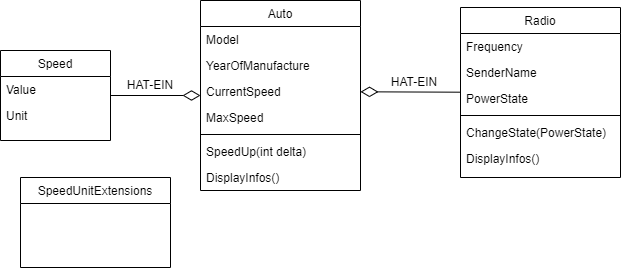 Speed
Value
Unit
HAT-EIN
Auto
Model
YearOfManufacture
CurrentSpeed
MaxSpeed
SpeedUp(int delta)
DisplayInfos()
HAT-EIN
Radio
Frequency
SenderName
PowerState
ChangeState(PowerState)
DisplayInfos()
SpeedUnitExtensions